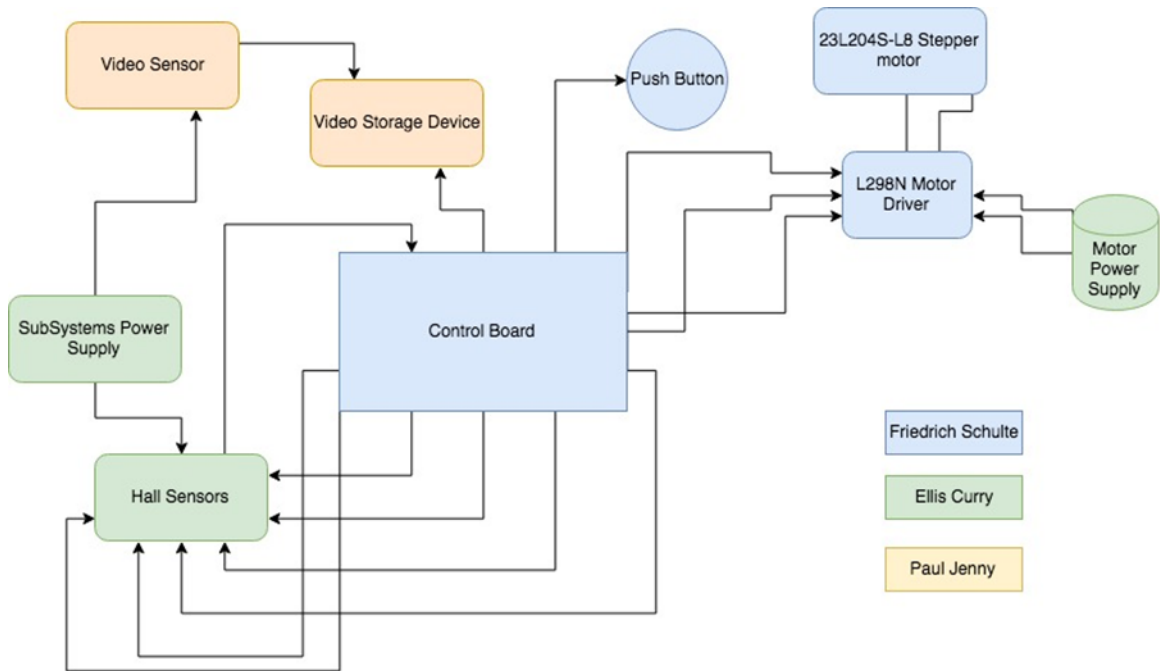 Video Sensor
Video Storage Device
Push Button
23L204S-L8 Stepper
motor
L298N Motor
Driver
Motor
Power
Supply
SubSystems Power
Supply
Control Board
Hall Sensors
Friedrich Schulte
Ellis Curry
Paul Jenny